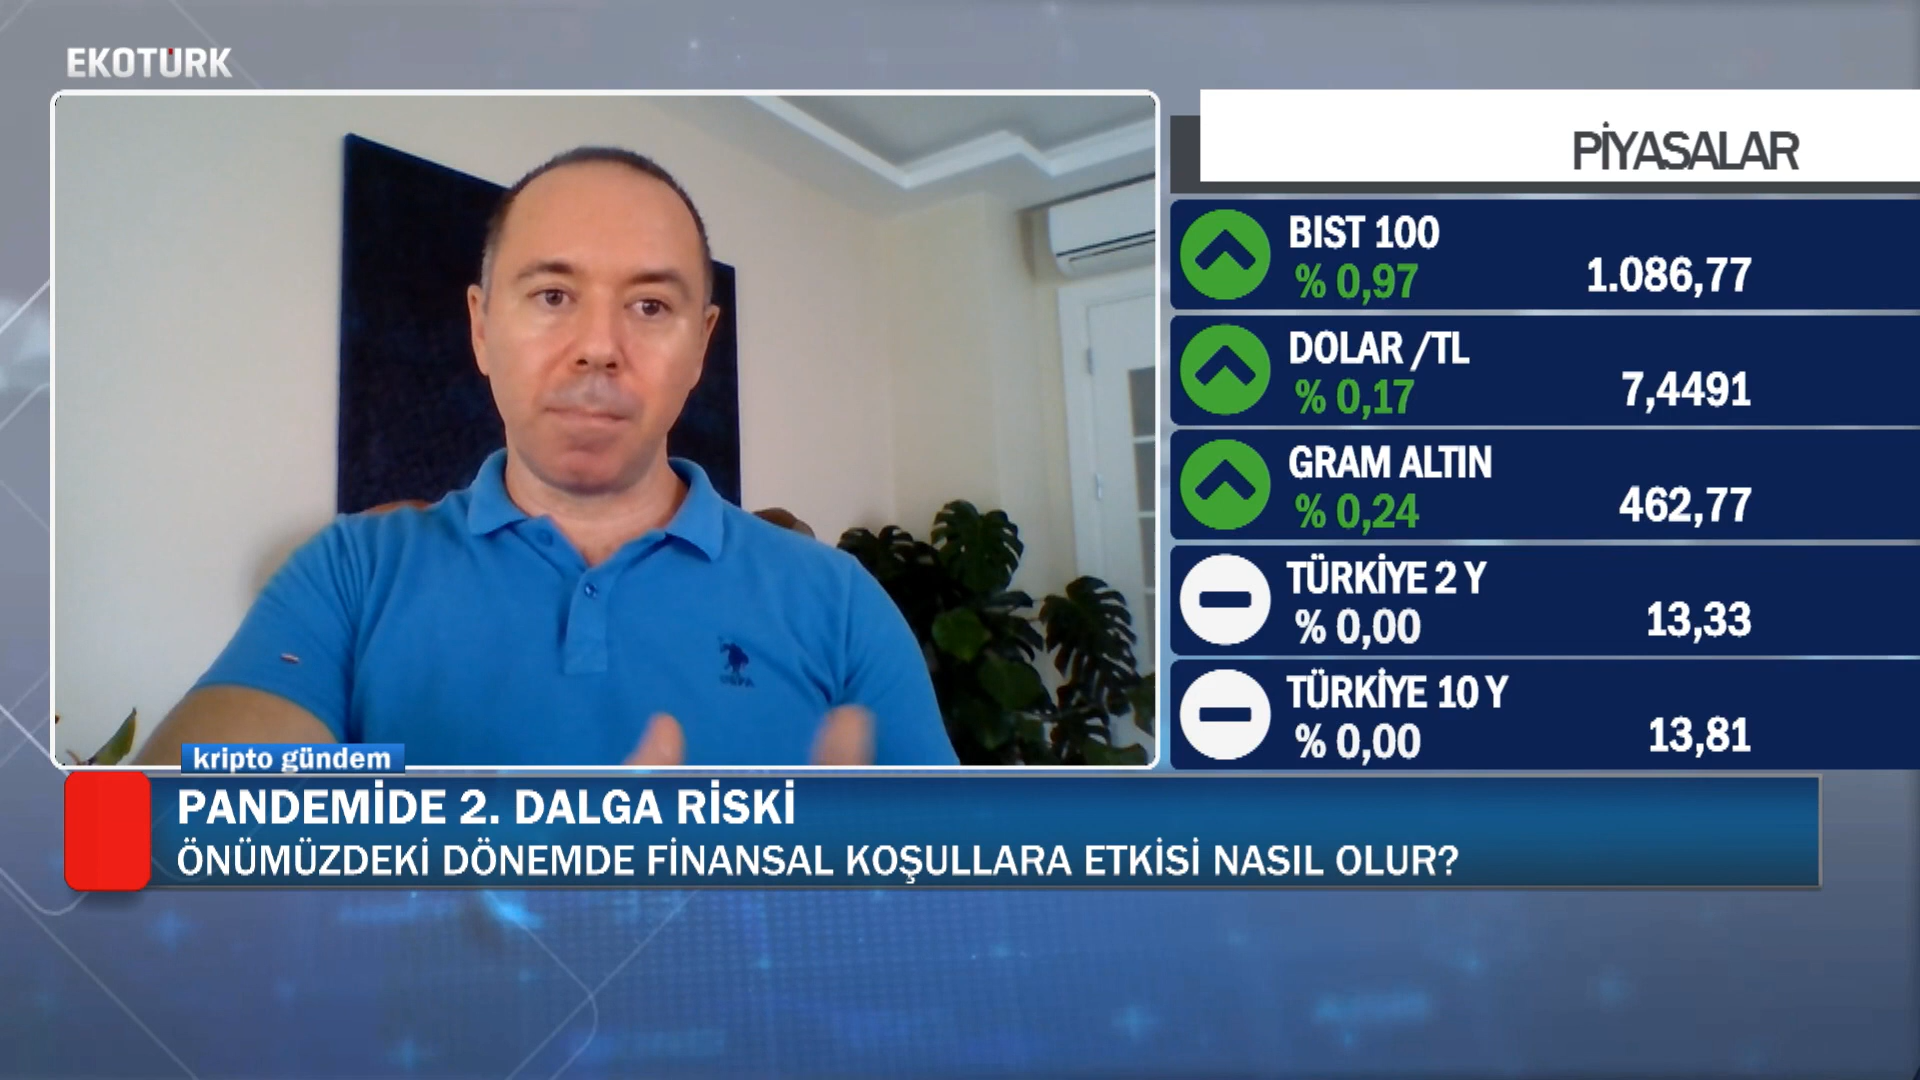 EKOTÜRK
PİYASALAR
BIST 100
% 0,97
1.086,77
DOLAR /TL
% 0,17
7,4491
GRAM ALTIN
% 0,24
462,77
TÜRKİYE 2 Y
% 0,00
13,33
TÜRKİYE 10 Y
% 0,00
13,81
kripto gündem
PANDEMİDE 2. DALGA RİSKİ
ÖNÜMÜZDEKİ DÖNEMDE FİNANSAL KOŞULLARA ETKİSİ NASIL OLUR?